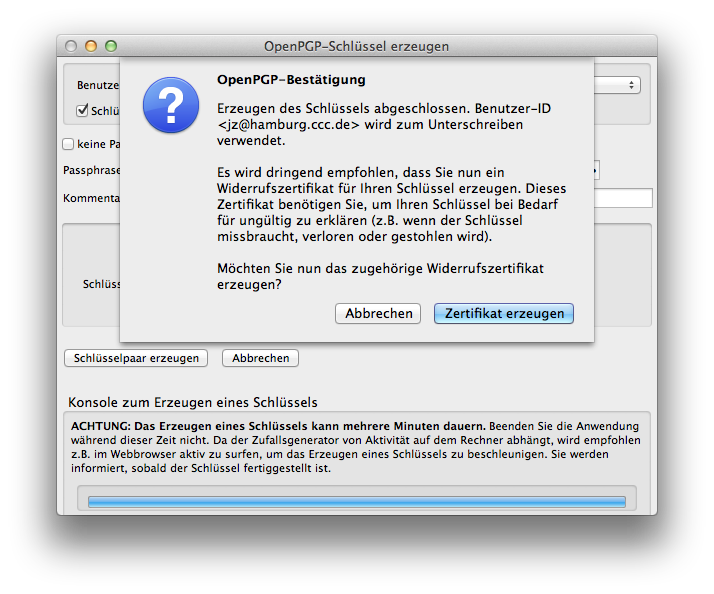 OpenPGP-Schlüssel erzeugen
OpenPGP-Bestätigung
Erzeugen des Schlüssels abgeschlossen. Benutzer-ID
<jz@hamburg.ccc.de> wird zum Unterschreiben
verwendet.
Es wird dringend empfohlen, dass Sie nun ein
Widerrufszertifikat für Ihren Schlüssel erzeugen. Dieses
Zertifikat benötigen Sie, um Ihren Schlüssel bei Bedarf
für ungültig zu erklären (z.B. wenn der Schlüssel
missbraucht, verloren oder gestohlen wird).
Möchten Sie nun das zugehörige Widerrufszertifikat
erzeugen?
Abbrechen Zertifikat erzeugen
Benutze
Schlü
keine Pa
Passphrase
Kommenta
Schlüss
Schlüsselpaar erzeugen Abbrechen
Konsole zum Erzeugen eines Schlüssels
ACHTUNG: Das Erzeugen eines Schlüssels kann mehrere Minuten dauern. Beenden Sie die Anwendung
während dieser Zeit nicht. Da der Zufallsgenerator von Aktivität auf dem Rechner abhängt, wird empfohlen
z.B. im Webbrowser aktiv zu surfen, um das Erzeugen eines Schlüssels zu beschleunigen. Sie werden
informiert, sobald der Schlüssel fertiggestellt ist.